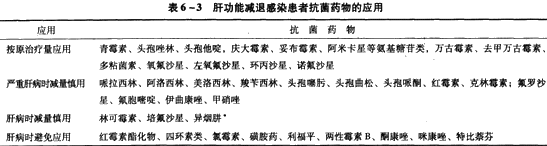 表6-3 肝功能减退感染患者抗菌药物的应用
应用 抗菌药物
按原治疗量应用 青霉素、头孢唑林、头孢他啶，庆大霉素、妥布霉素、阿米卡星等氨基糖苷类，万古霉素、去甲万古霉素、
多粘菌素、氧氟沙星、左氧氟沙星、环丙沙星、诺氟沙星
严重肝病时减量慎用 哌拉西林、阿洛西林、美洛西林、羧苄西林、头孢噻肟、头孢曲松、头孢哌酮、红霉素、克林霉素；氟罗沙
星、氟胞嘧啶、伊曲康唑、甲硝唑
肝病时减量慎用 林可霉素、培氟沙星、异烟肼*
肝病时避免应用 红霉素酯化物、四环素类、氯霉素、磺胺药、利福平、两性霉素B、酮康唑、咪康唑、特比萘芬